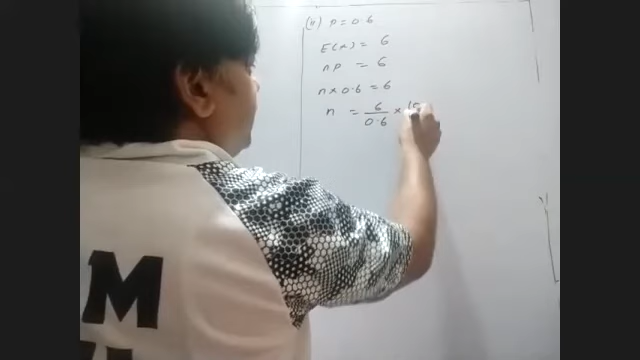 (ii) P = 0.6
E(x) = 6
np = 6
n × 0.6 = 6
n = 6/0.6 × 10
M